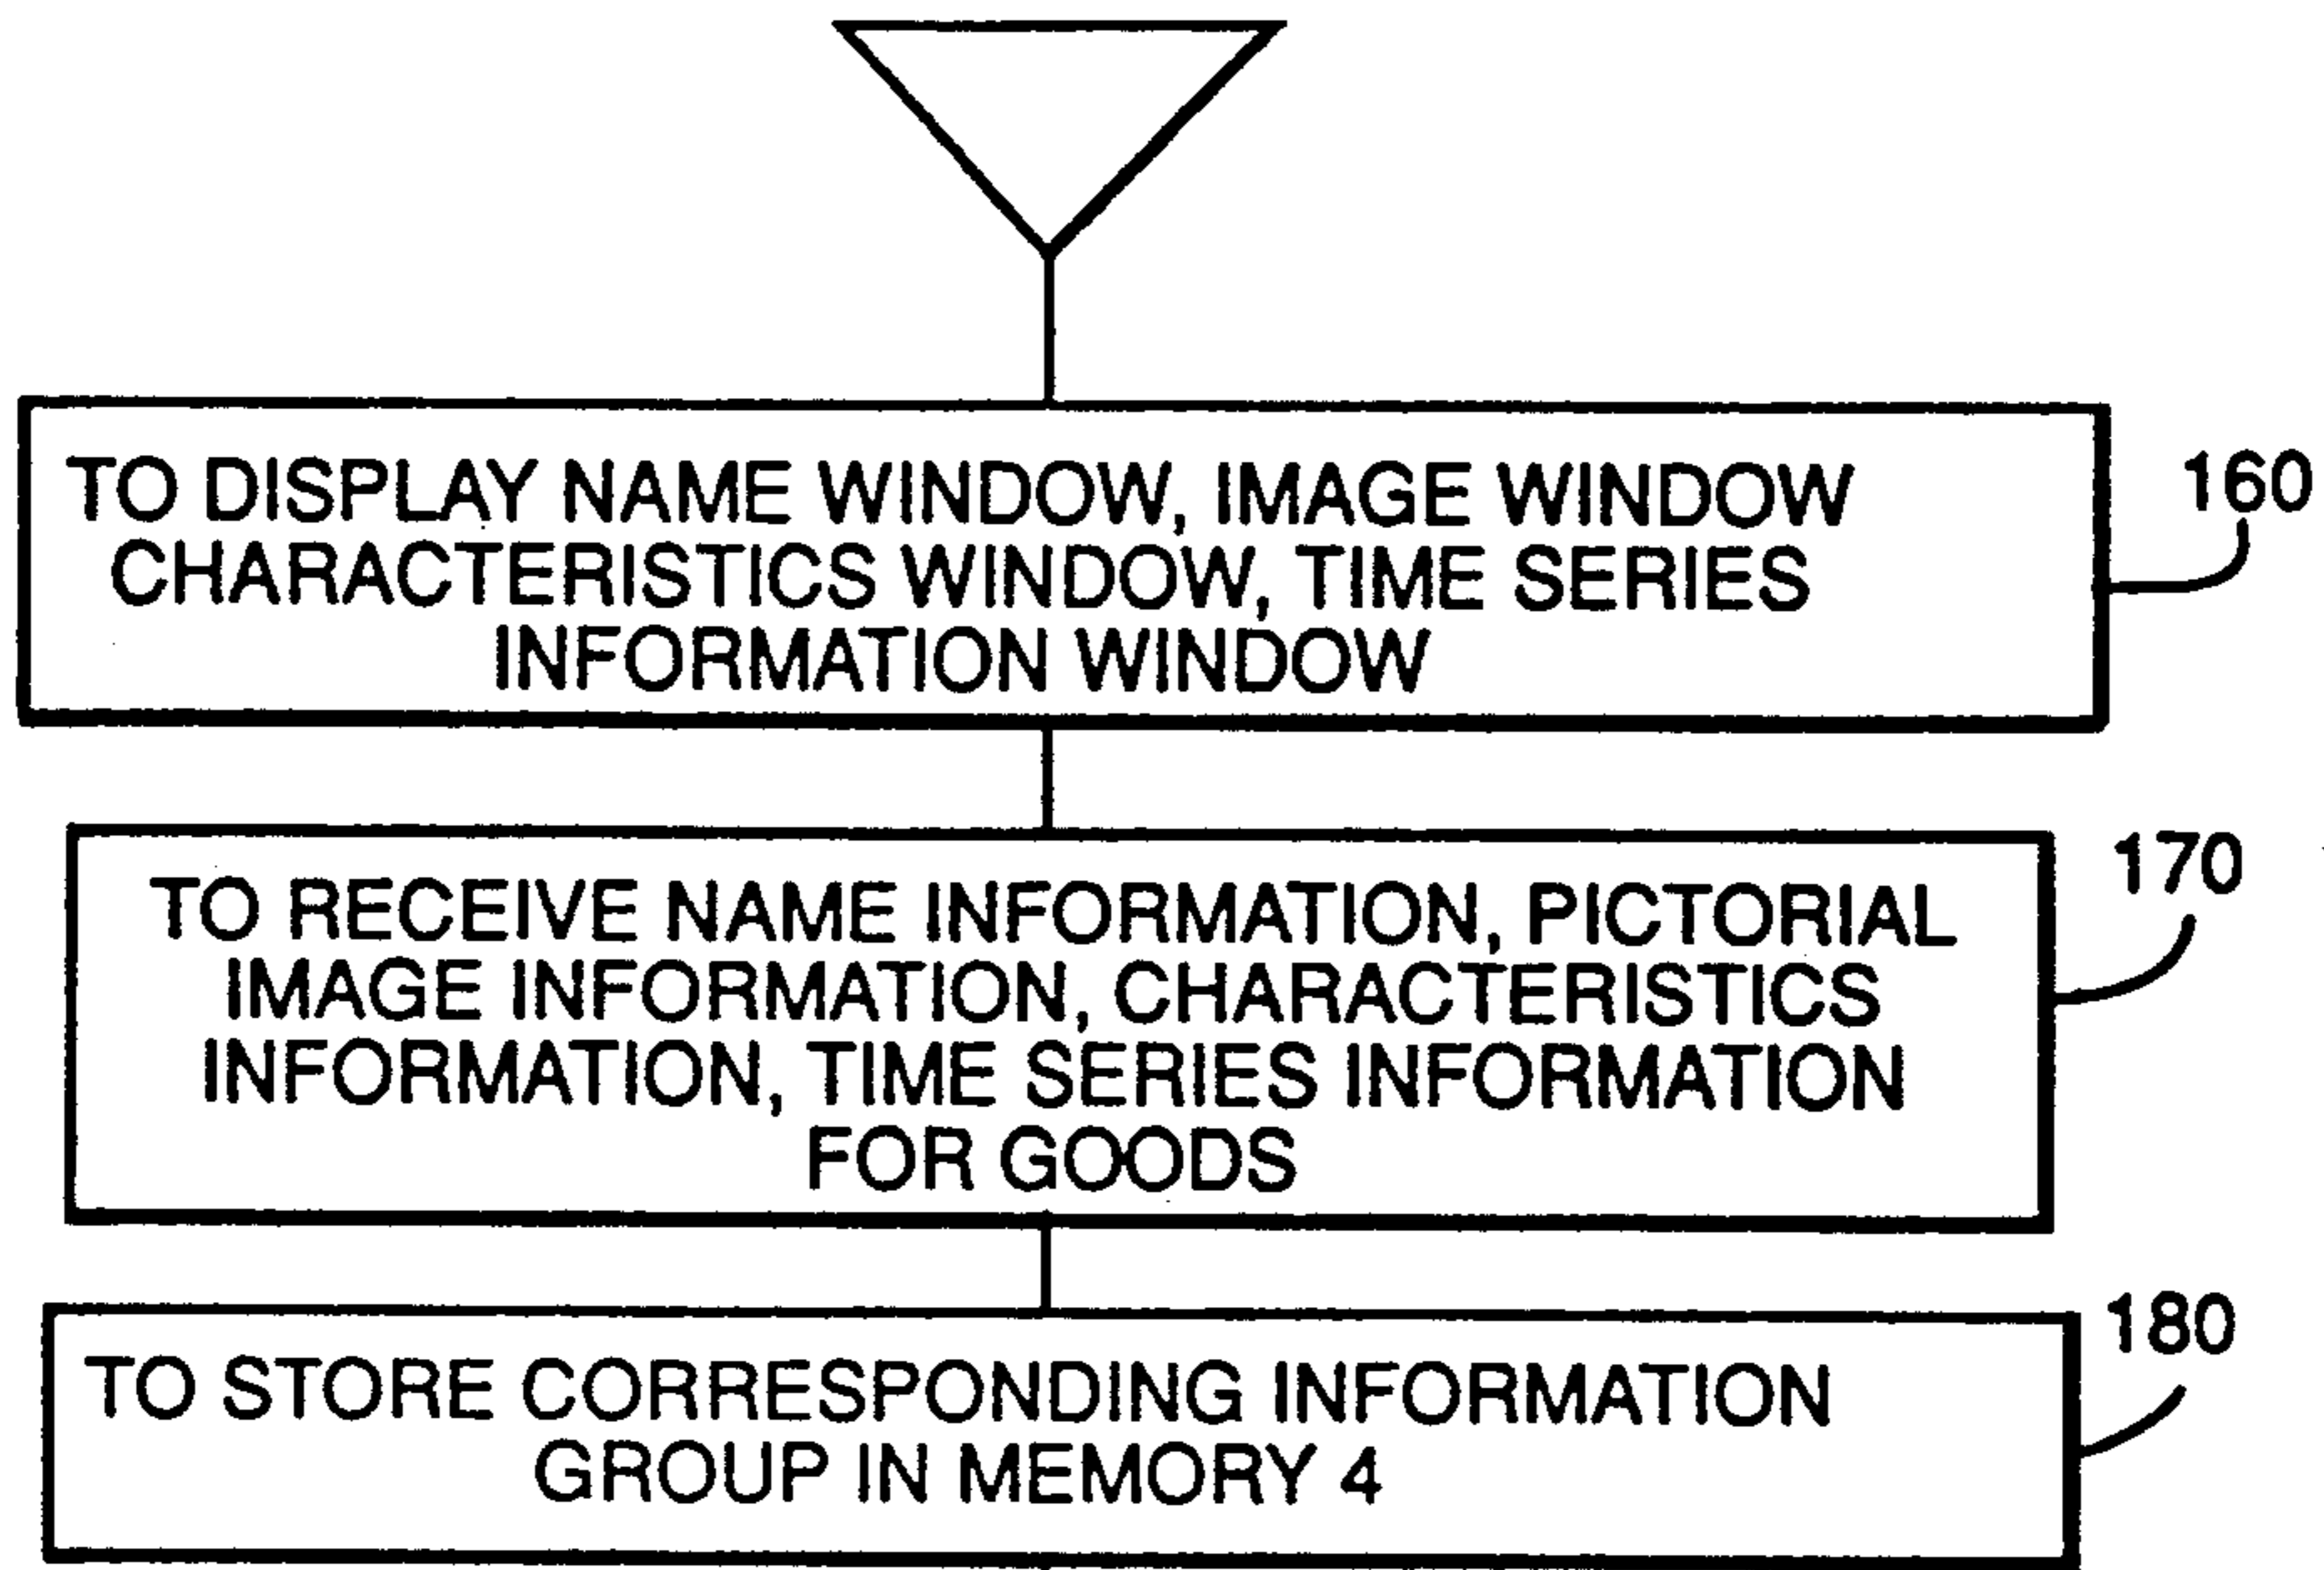 TO DISPLAY NAME WINDOW, IMAGE WINDOW
CHARACTERISTICS WINDOW, TIME SERIES
INFORMATION WINDOW
160
TO RECEIVE NAME INFORMATION, PICTORIAL
IMAGE INFORMATION, CHARACTERISTICS
INFORMATION, TIME SERIES INFORMATION
FOR GOODS
170
TO STORE CORRESPONDING INFORMATION
GROUP IN MEMORY 4
180